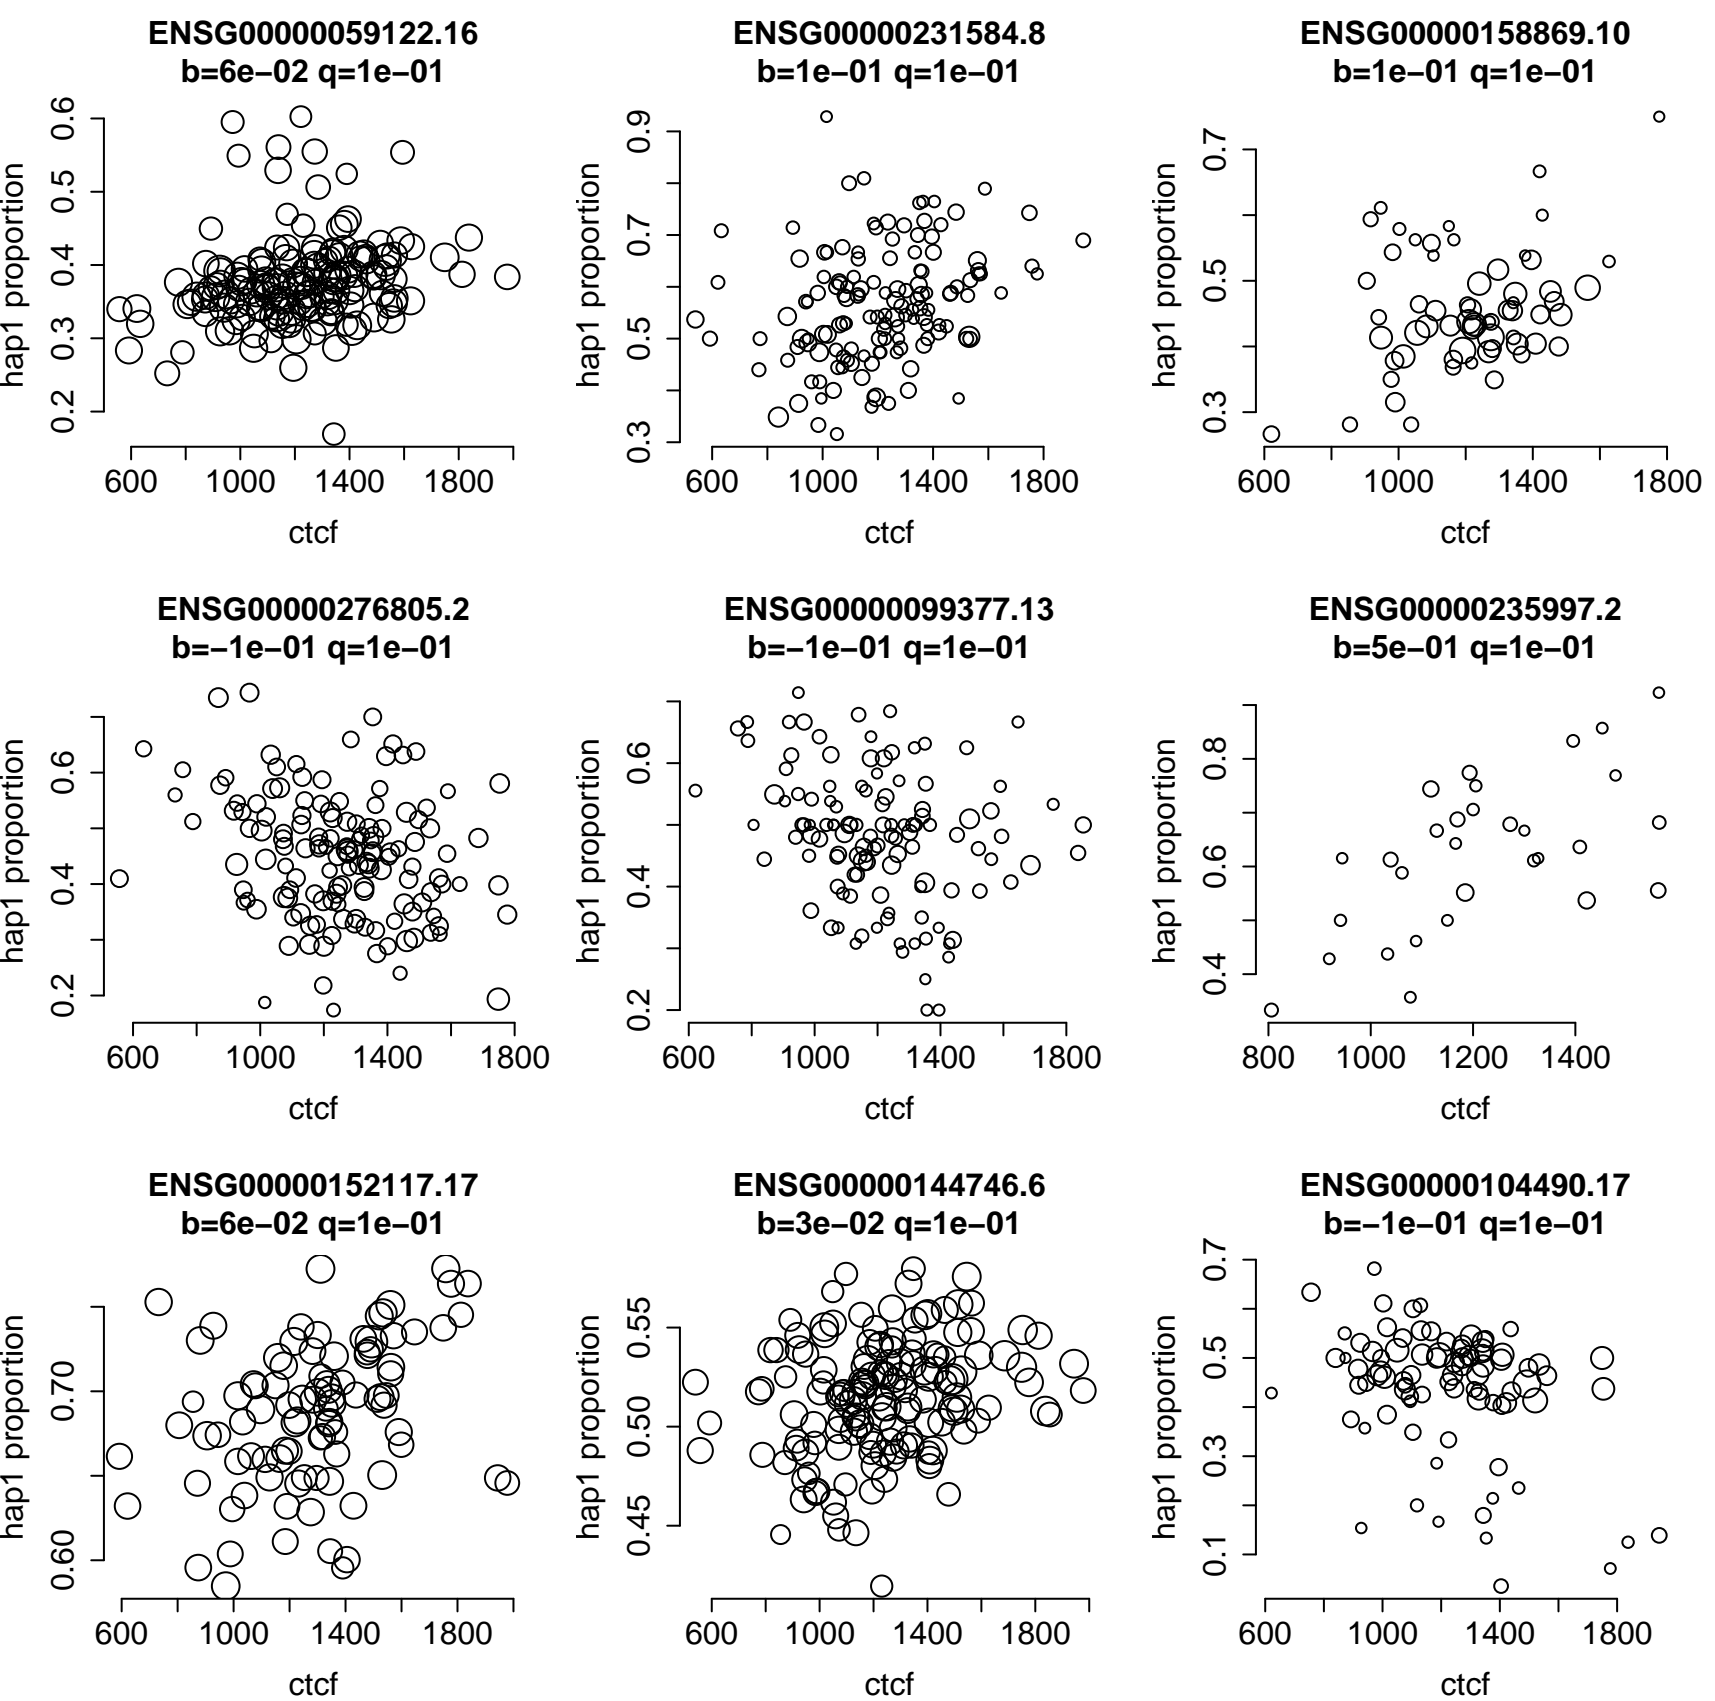 ENSG00000059122.16
b=6e−02 q=1e−01
hap1 proportion
0.2 0.3 0.4 0.5 0.6
600 1000 1400 1800
ctcf
ENSG00000231584.8
b=1e−01 q=1e−01
hap1 proportion
0.3 0.5 0.7 0.9
600 1000 1400 1800
ctcf
ENSG00000158869.10
b=1e−01 q=1e−01
hap1 proportion
0.3 0.5 0.7
600 1000 1400 1800
ctcf
ENSG00000276805.2
b=−1e−01 q=1e−01
hap1 proportion
0.2 0.4 0.6
600 1000 1400 1800
ctcf
ENSG00000099377.13
b=−1e−01 q=1e−01
hap1 proportion
0.2 0.4 0.6
600 1000 1400 1800
ctcf
ENSG00000235997.2
b=5e−01 q=1e−01
hap1 proportion
0.4 0.6 0.8
800 1000 1200 1400
ctcf
ENSG00000152117.17
b=6e−02 q=1e−01
hap1 proportion
0.60 0.70
600 1000 1400 1800
ctcf
ENSG00000144746.6
b=3e−02 q=1e−01
hap1 proportion
0.45 0.50 0.55
600 1000 1400 1800
ctcf
ENSG00000104490.17
b=−1e−01 q=1e−01
hap1 proportion
0.1 0.3 0.5 0.7
600 1000 1400 1800
ctcf